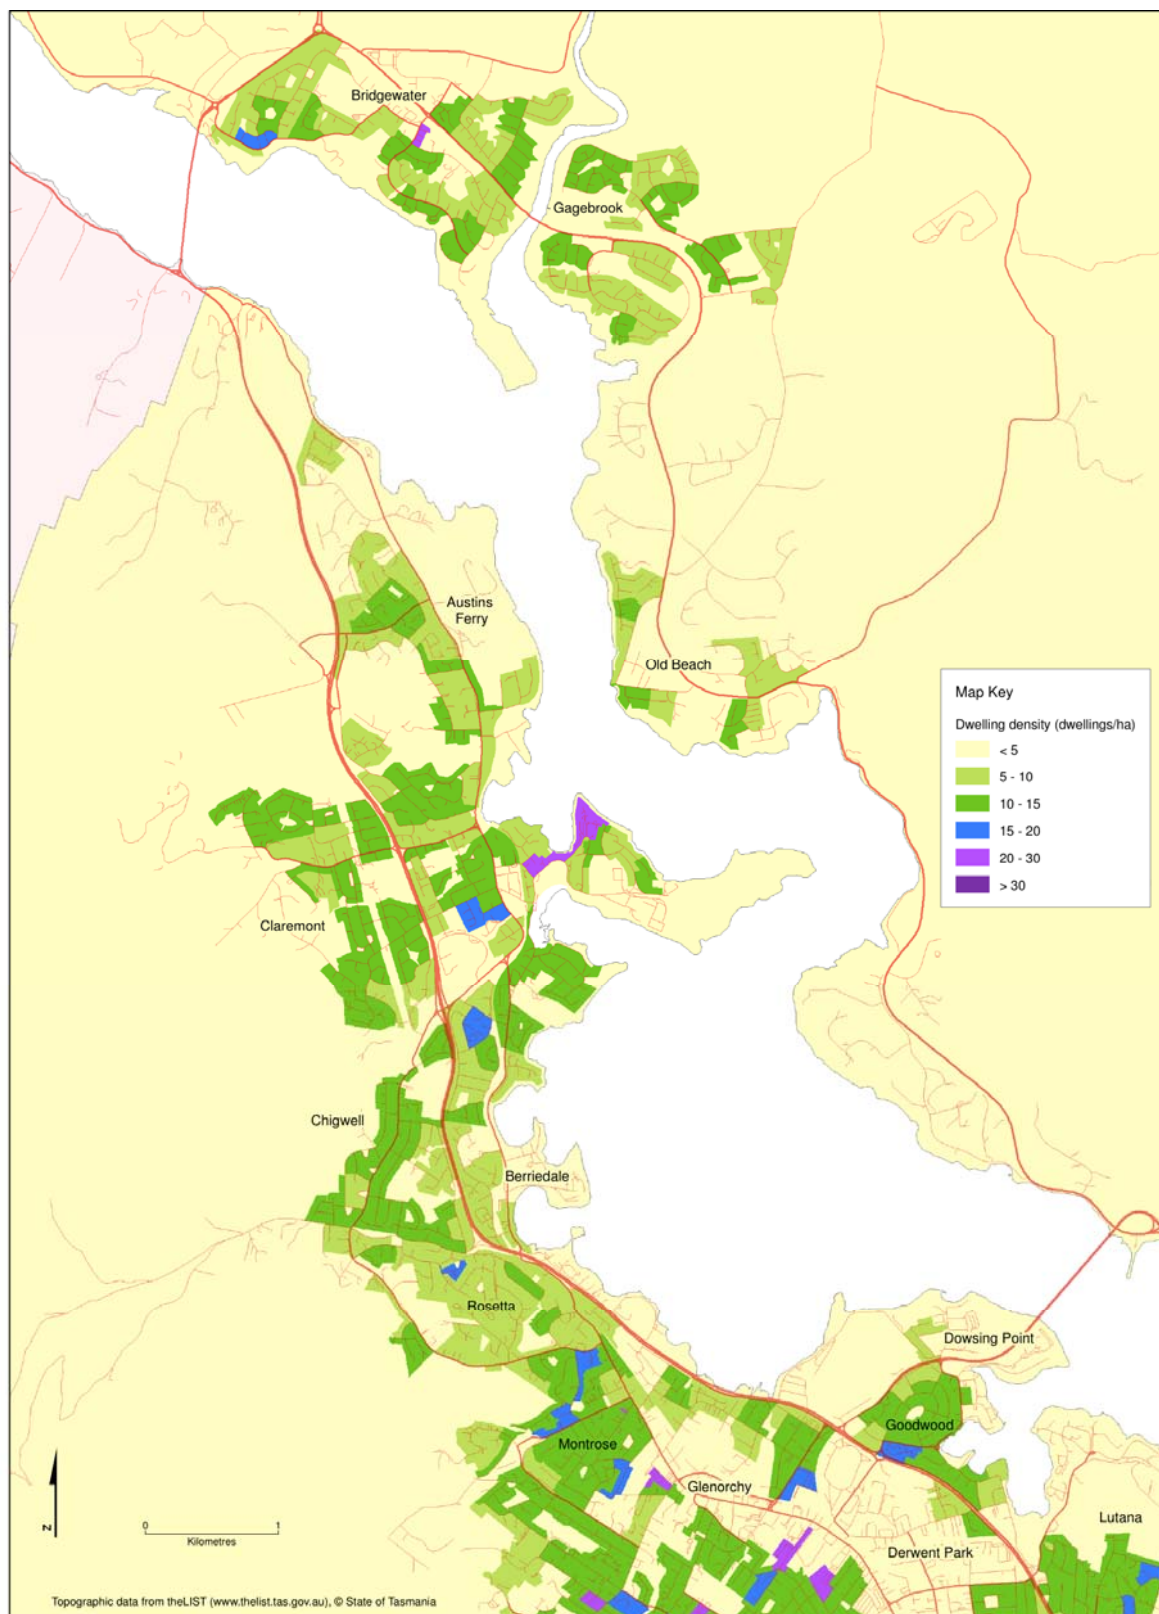 Bridgewater
Gagebrook
Austins
Ferry
Old Beach
Map Key
Dwelling density (dwellings/ha)
< 5
5 - 10
10 - 15
15 - 20
20 - 30
> 30
Claremont
Chigwell
Berriedale
Rosetta
Dowsing Point
Goodwood
Montrose
Glenorchy
Lutana
Derwent Park
N
0 1
Kilometres
Topographic data from theLIST (www.thelist.tas.gov.au), © State of Tasmania